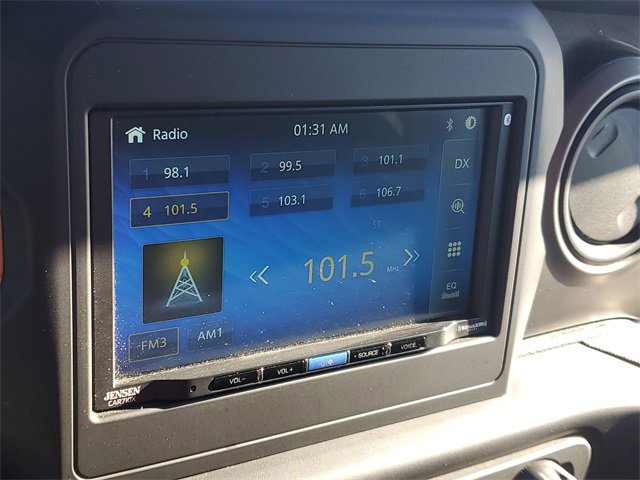 Radio 01:31 AM
1 98.1 2 99.5 3 101.1 DX
4 101.5 5 103.1 6 106.7
ST
101.5 MHz
EQ
FM3 AM1
VOL- VOL+ SOURCE VOICE
JENSEN
CAR710X